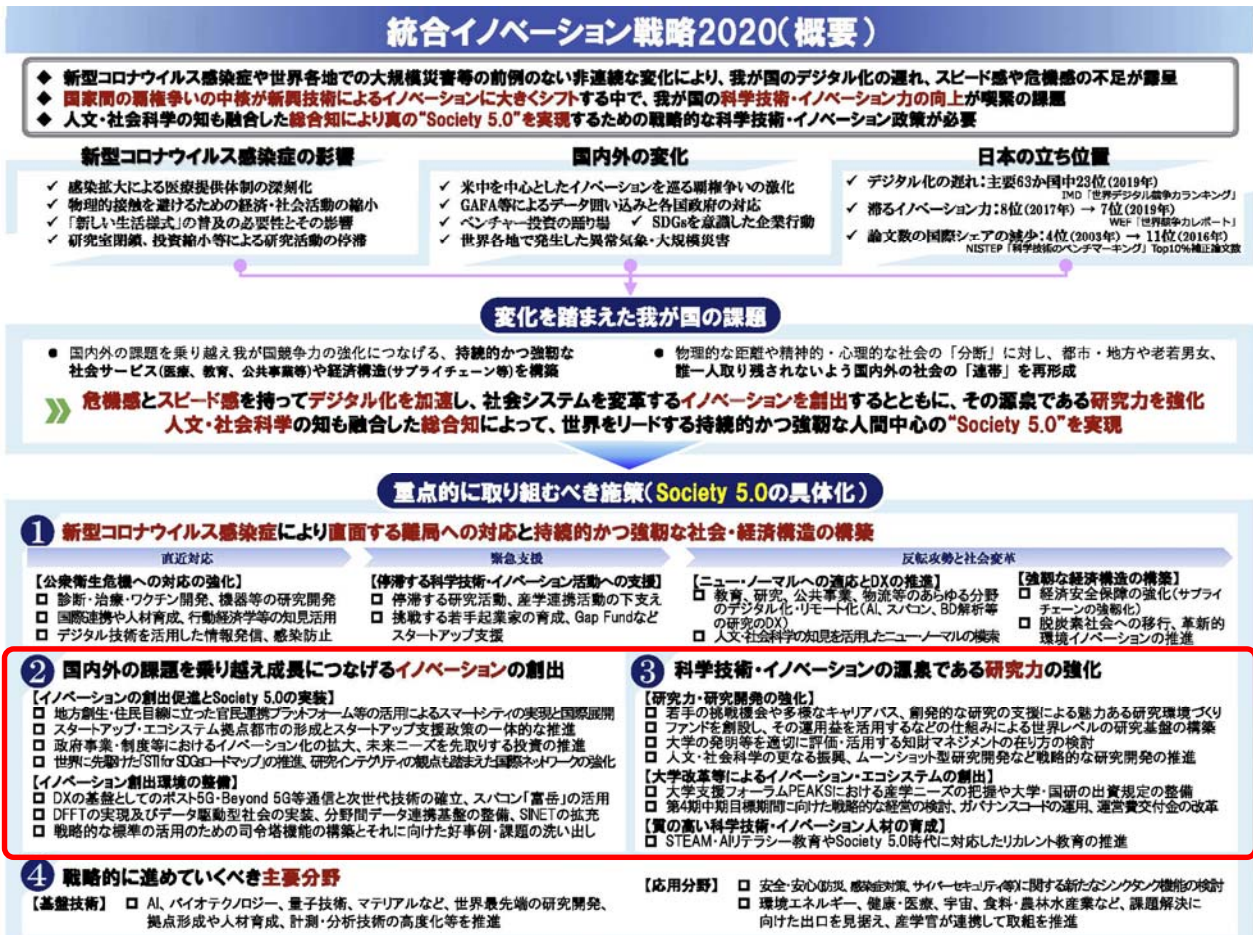 統合イノベーション戦略2020(概要)
◆ 新型コロナウイルス感染症や世界各地での大規模災害等の前例のない非連続な変化により、我が国のデジタル化の遅れ、スピード感や危機感の不足が露呈
◆ 国家間の覇権争いの中核が新興技術によるイノベーションに大きくシフトする中で、我が国の科学技術・イノベーション力の向上が喫緊の課題
◆ 人文・社会科学の知も融合した総合知により真の“Society 5.0”を実現するための戦略的な科学技術・イノベーション政策が必要
新型コロナウイルス感染症の影響
✓ 感染拡大による医療提供体制の深刻化
✓ 物理的接触を避けるための経済・社会活動の縮小
✓ 「新しい生活様式」の普及の必要性とその影響
✓ 研究室閉鎖、投資縮小等による研究活動の停滞
国内外の変化
✓ 米中を中心としたイノベーションを巡る覇権争いの激化
✓ GAFA等によるデータ囲い込みと各国政府の対応
✓ ベンチャー投資の踊り場 ✓ SDGsを意識した企業行動
✓ 世界各地で発生した異常気象・大規模災害
日本の立ち位置
✓ デジタル化の遅れ:主要63か国中23位(2019年)
IMD「世界デジタル競争力ランキング」
✓ 滞るイノベーション力:8位(2017年) → 7位(2019年)
WEF「世界競争力レポート」
✓ 論文数の国際シェアの減少:4位(2003年) → 11位(2016年)
NISTEP「科学技術のベンチマーキング」Top10%補正論文数
変化を踏まえた我が国の課題
● 国内外の課題を乗り越え我が国競争力の強化につなげる、持続的かつ強靭な
社会サービス(医療、教育、公共事業等)や経済構造(サプライチェーン等)を構築
● 物理的な距離や精神的・心理的な社会の「分断」に対し、都市・地方や老若男女、
誰一人取り残されないよう国内外の社会の「連帯」を再形成
危機感とスピード感を持ってデジタル化を加速し、社会システムを変革するイノベーションを創出するとともに、その源泉である研究力を強化
人文・社会科学の知も融合した総合知によって、世界をリードする持続的かつ強靭な人間中心の“Society 5.0”を実現
重点的に取り組むべき施策(Society 5.0の具体化)
1 新型コロナウイルス感染症により直面する難局への対応と持続的かつ強靭な社会・経済構造の構築
直近対応
緊急支援
反転攻勢と社会変革
【公衆衛生危機への対応の強化】
□ 診断・治療・ワクチン開発、機器等の研究開発
□ 国際連携や人材育成、行動経済学等の知見活用
□ デジタル技術を活用した情報発信、感染防止
【停滞する科学技術・イノベーション活動への支援】
□ 停滞する研究活動、産学連携活動の下支え
□ 挑戦する若手起業家の育成、Gap Fundなど
スタートアップ支援
【ニュー・ノーマルへの適応とDXの推進】
□ 教育、研究、公共事業、物流等のあらゆる分野
のデジタル化・リモート化(AI、スパコン、BD解析等
の研究のDX)
□ 人文・社会科学の知見を活用したニュー・ノーマルの模索
【強靭な経済構造の構築】
□ 経済安全保障の強化(サプライ
チェーンの強靭化)
□ 脱炭素社会への移行、革新的
環境イノベーションの推進
2 国内外の課題を乗り越え成長につなげるイノベーションの創出
【イノベーションの創出促進とSociety 5.0の実装】
□ 地方創生・住民目線に立った官民連携プラットフォーム等の活用によるスマートシティの実現と国際展開
□ スタートアップ・エコシステム拠点都市の形成とスタートアップ支援政策の一体的な推進
□ 政府事業・制度等におけるイノベーション化の拡大、未来ニーズを先取りする投資の推進
□ 世界に先駆けた「STI for SDGsロードマップ」の推進、研究インテグリティの観点も踏まえた国際ネットワークの強化
【イノベーション創出環境の整備】
□ DXの基盤としてのポスト5G・Beyond 5G等通信と次世代技術の確立、スパコン「富岳」の活用
□ DFFTの実現及びデータ駆動型社会の実装、分野間データ連携基盤の整備、SINETの拡充
□ 戦略的な標準の活用のための司令塔機能の構築とそれに向けた好事例・課題の洗い出し
3 科学技術・イノベーションの源泉である研究力の強化
【研究力・研究開発の強化】
□ 若手の挑戦機会や多様なキャリアパス、創発的な研究の支援による魅力ある研究環境づくり
□ ファンドを創設し、その運用益を活用するなどの仕組みによる世界レベルの研究基盤の構築
□ 大学の発明等を適切に評価・活用する知財マネジメントの在り方の検討
□ 人文・社会科学の更なる振興、ムーンショット型研究開発など戦略的な研究開発の推進
【大学改革等によるイノベーション・エコシステムの創出】
□ 大学支援フォーラムPEAKSにおける産学ニーズの把握や大学・国研の出資規定の整備
□ 第4期中期目標期間に向けた戦略的な経営の検討、ガバナンスコードの運用、運営費交付金の改革
【質の高い科学技術・イノベーション人材の育成】
□ STEAM・AIリテラシー教育やSociety 5.0時代に対応したリカレント教育の推進
4 戦略的に進めていくべき主要分野
【基盤技術】 □ AI、バイオテクノロジー、量子技術、マテリアルなど、世界最先端の研究開発、
拠点形成や人材育成、計測・分析技術の高度化等を推進
【応用分野】 □ 安全・安心(防災、感染症対策、サイバーセキュリティ等)に関する新たなシンクタンク機能の検討
□ 環境エネルギー、健康・医療、宇宙、食料・農林水産業など、課題解決に
向けた出口を見据え、産学官が連携して取組を推進